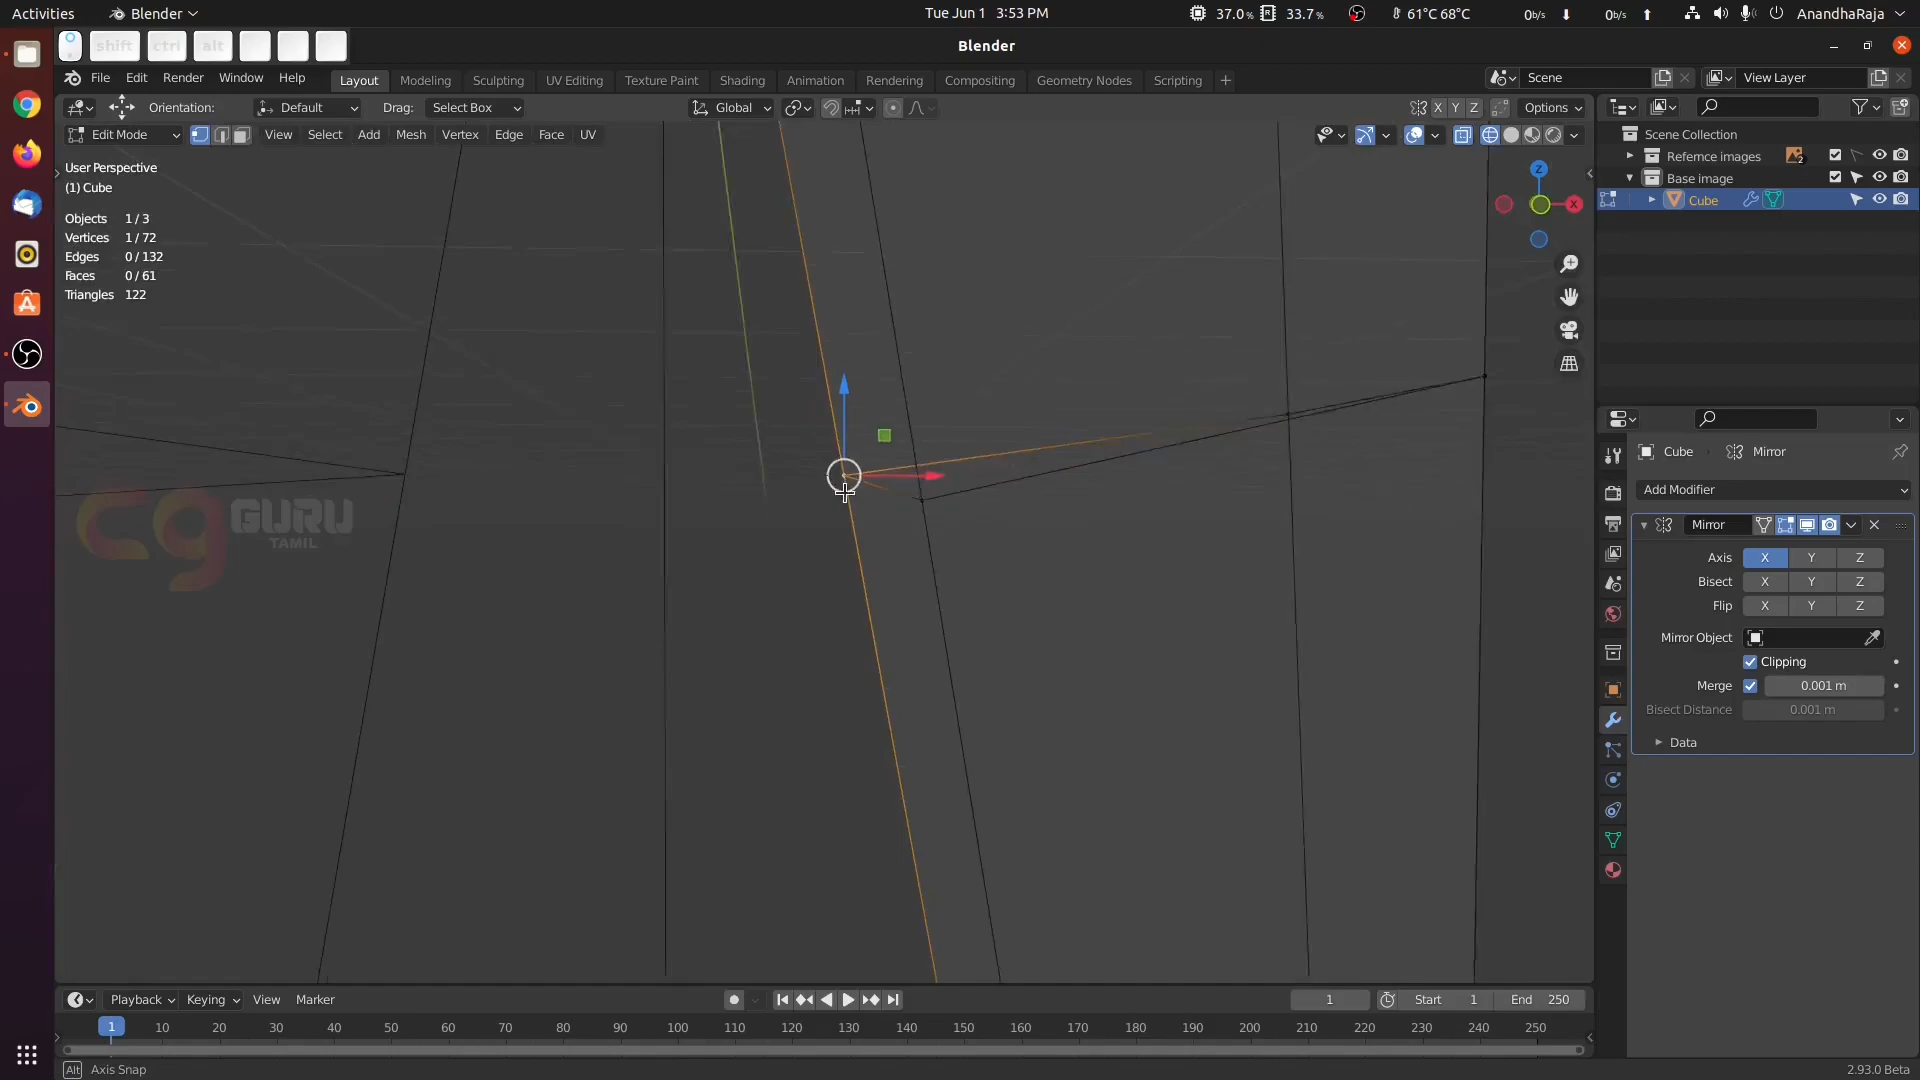 Activities Blender Tue Jun 1 3:53 PM 37.0% 33.7% 61°C 68°C 0b/s 0b/s AnandhaRaja
shift ctrl alt Blender
File Edit Render Window Help Layout Modeling Sculpting UV Editing Texture Paint Shading Animation Rendering Compositing Geometry Nodes Scripting + Scene View Layer
Orientation: Default Drag: Select Box Global X Y Z Options
Edit Mode View Select Add Mesh Vertex Edge Face UV
User Perspective
(1) Cube
Objects 1 / 3
Vertices 1 / 72
Edges 0 / 132
Faces 0 / 61
Triangles 122
Z
X
Scene Collection
Refernce images 2
Base image
Cube
Cube Mirror
Add Modifier
Mirror
Axis X Y Z
Bisect X Y Z
Flip X Y Z
Mirror Object
Clipping
Merge 0.001 m
Bisect Distance 0.001 m
Data
cg GURU
TAMIL
Playback Keying View Marker 1 Start 1 End 250
1 10 20 30 40 50 60 70 80 90 100 110 120 130 140 150 160 170 180 190 200 210 220 230 240 250
Alt Axis Snap 2.93.0 Beta